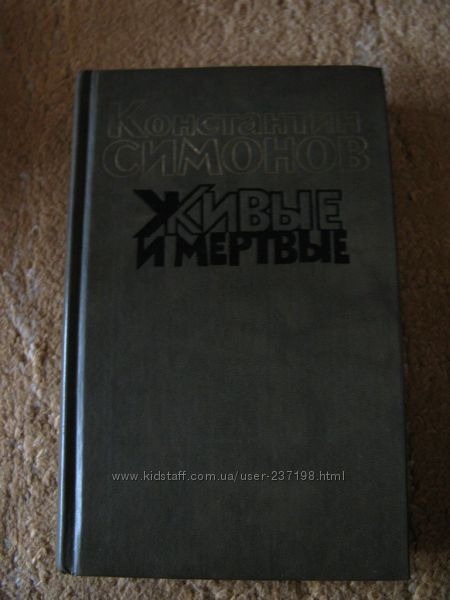 Константин
СИМОНОВ
ЖИВЫЕ
И МЕРТВЫЕ
www.kidstaff.com.ua/user-237198.html